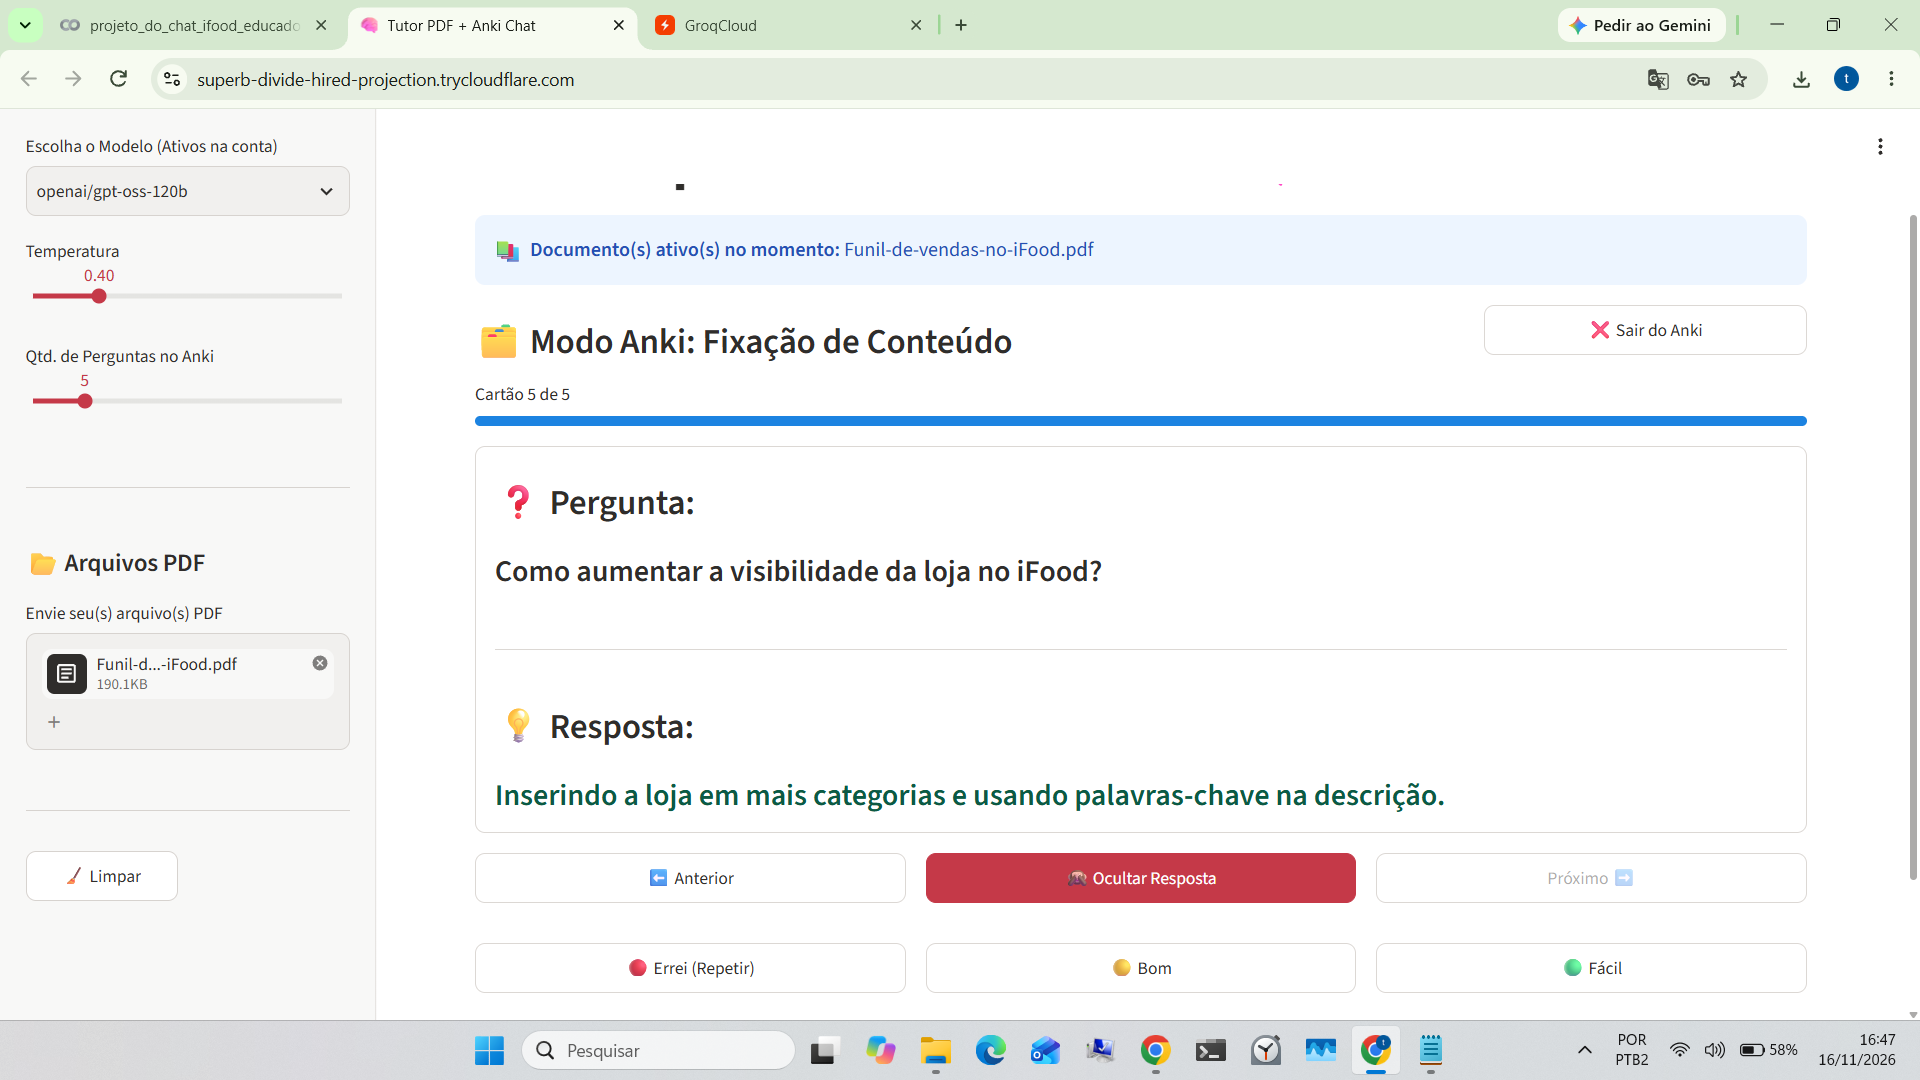 projeto_do_chat_ifood_educado
Tutor PDF + Anki Chat
GroqCloud
Pedir ao Gemini
superb-divide-hired-projection.trycloudflare.com
t
Escolha o Modelo (Ativos na conta)
openai/gpt-oss-120b
Temperatura
0.40
Qtd. de Perguntas no Anki
5
Arquivos PDF
Envie seu(s) arquivo(s) PDF
Funil-d...-iFood.pdf
190.1KB
Limpar
Documento(s) ativo(s) no momento: Funil-de-vendas-no-iFood.pdf
Modo Anki: Fixação de Conteúdo
Sair do Anki
Cartão 5 de 5
Pergunta:
Como aumentar a visibilidade da loja no iFood?
Resposta:
Inserindo a loja em mais categorias e usando palavras-chave na descrição.
Anterior
Ocultar Resposta
Próximo
Errei (Repetir)
Bom
Fácil
Pesquisar
POR
PTB2
58%
16:47
16/11/2026